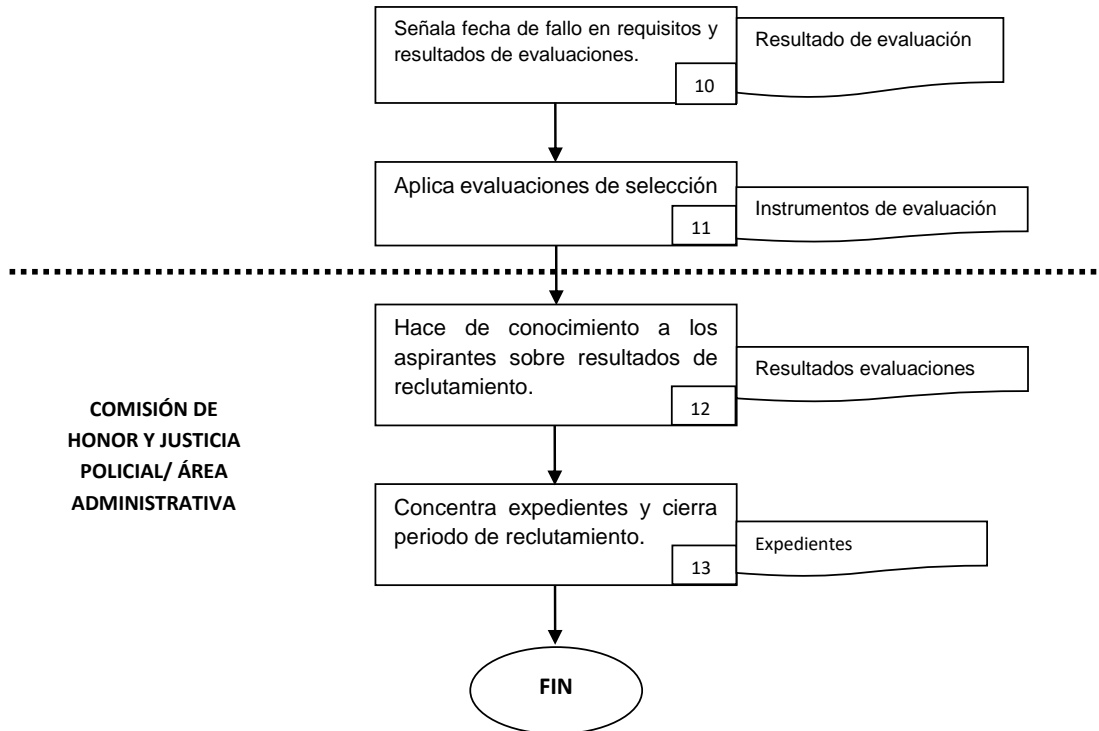 Señala fecha de fallo en requisitos y
resultados de evaluaciones.
10
Resultado de evaluación
Aplica evaluaciones de selección
11
Instrumentos de evaluación
Hace de conocimiento a los
aspirantes sobre resultados de
reclutamiento.
12
Resultados evaluaciones
COMISIÓN DE
HONOR Y JUSTICIA
POLICIAL/ ÁREA
ADMINISTRATIVA
Concentra expedientes y cierra
periodo de reclutamiento.
13
Expedientes
FIN